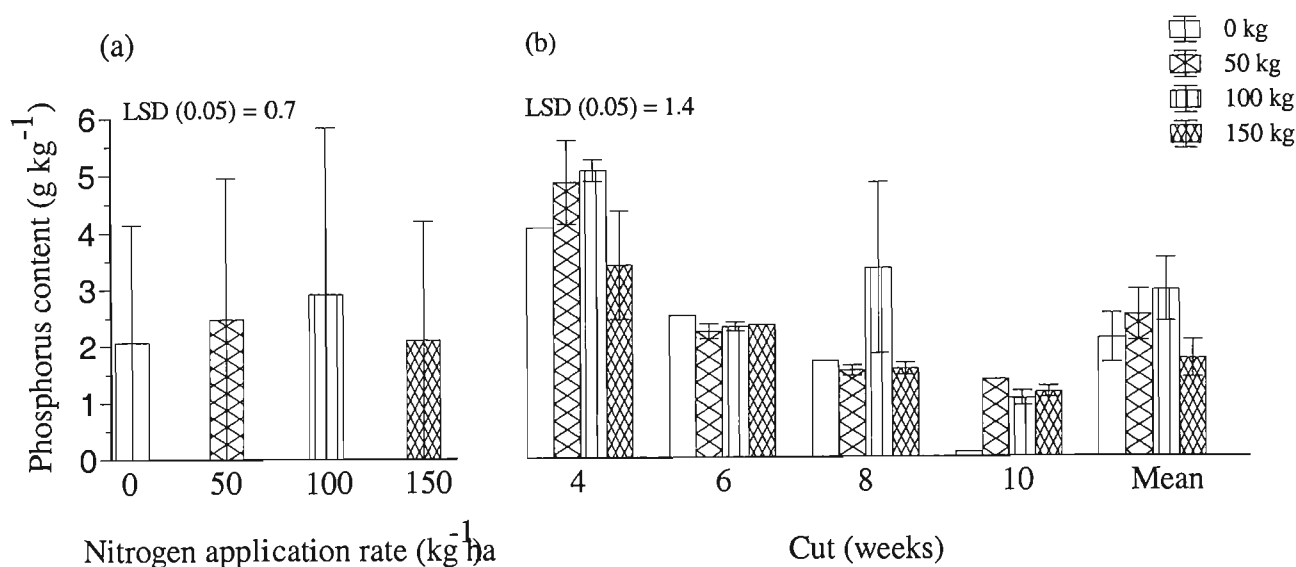 (a)
(b)
0 kg
50 kg
100 kg
150 kg
LSD (0.05) = 0.7
LSD (0.05) = 1.4
Phosphorus content (g kg-1)
6
5
4
3
2
1
0
0 50 100 150
4 6 8 10 Mean
Nitrogen application rate (kg-1 ha
Cut (weeks)